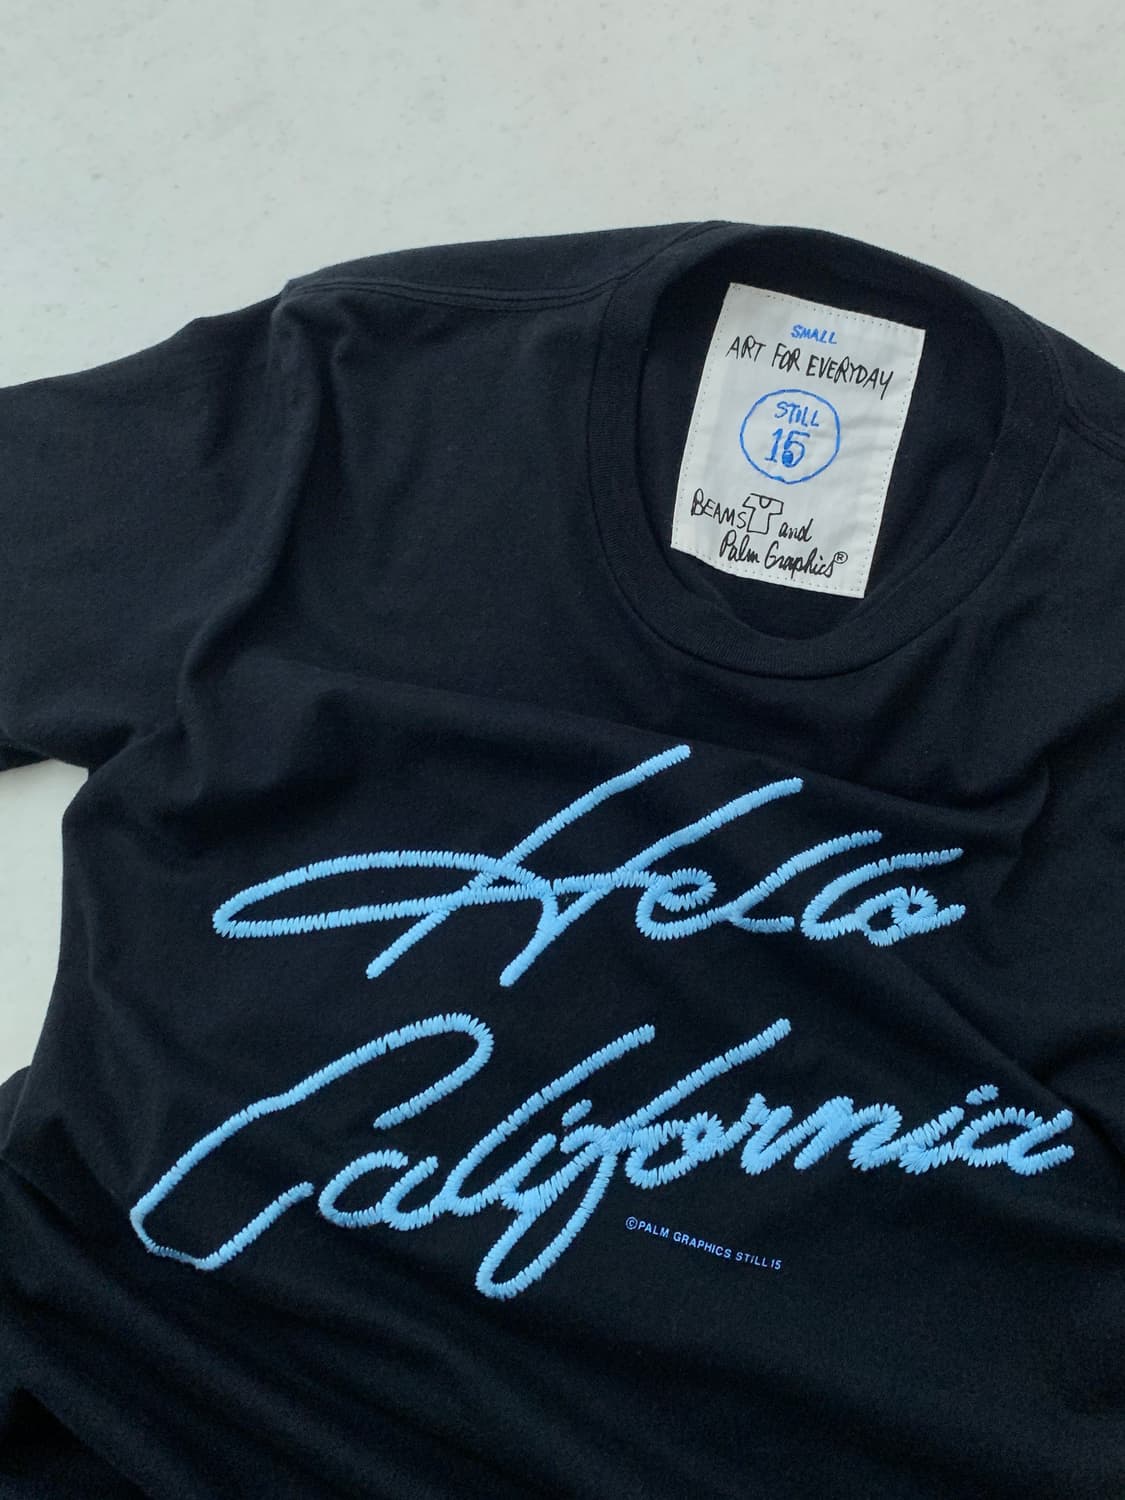 SMALL
ART FOR EVERYDAY
STILL
15
BEAMS T and
Palm Graphics®
Hello
California
©PALM GRAPHICS STILL 15